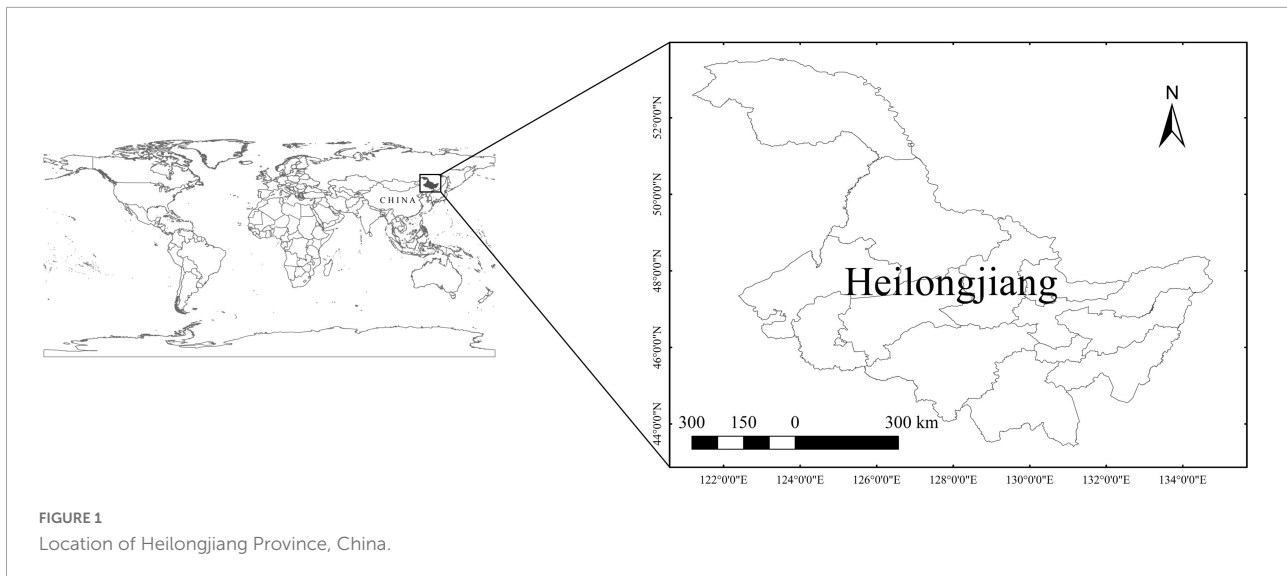 CHINA
Heilongjiang
N
52°0'0"N
50°0'0"N
48°0'0"N
46°0'0"N
44°0'0"N
300 150 0 300 km
122°0'0"E 124°0'0"E 126°0'0"E 128°0'0"E 130°0'0"E 132°0'0"E 134°0'0"E
FIGURE 1
Location of Heilongjiang Province, China.